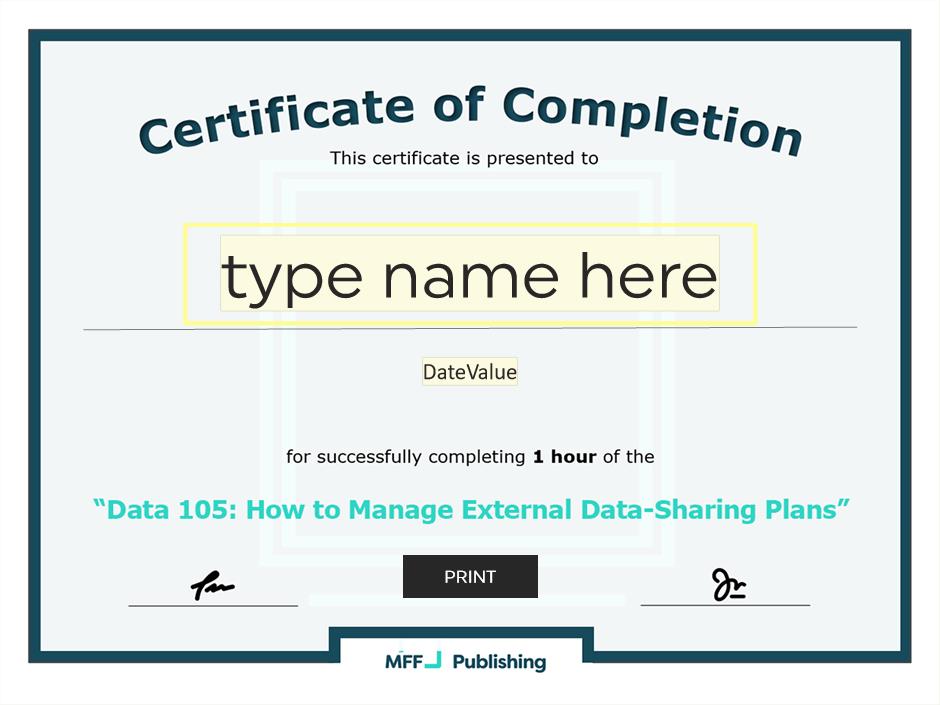 Certificate of Completion
This certificate is presented to
type name here
DateValue
for successfully completing 1 hour of the
“Data 105: How to Manage External Data-Sharing Plans”
PRINT
MFF Publishing